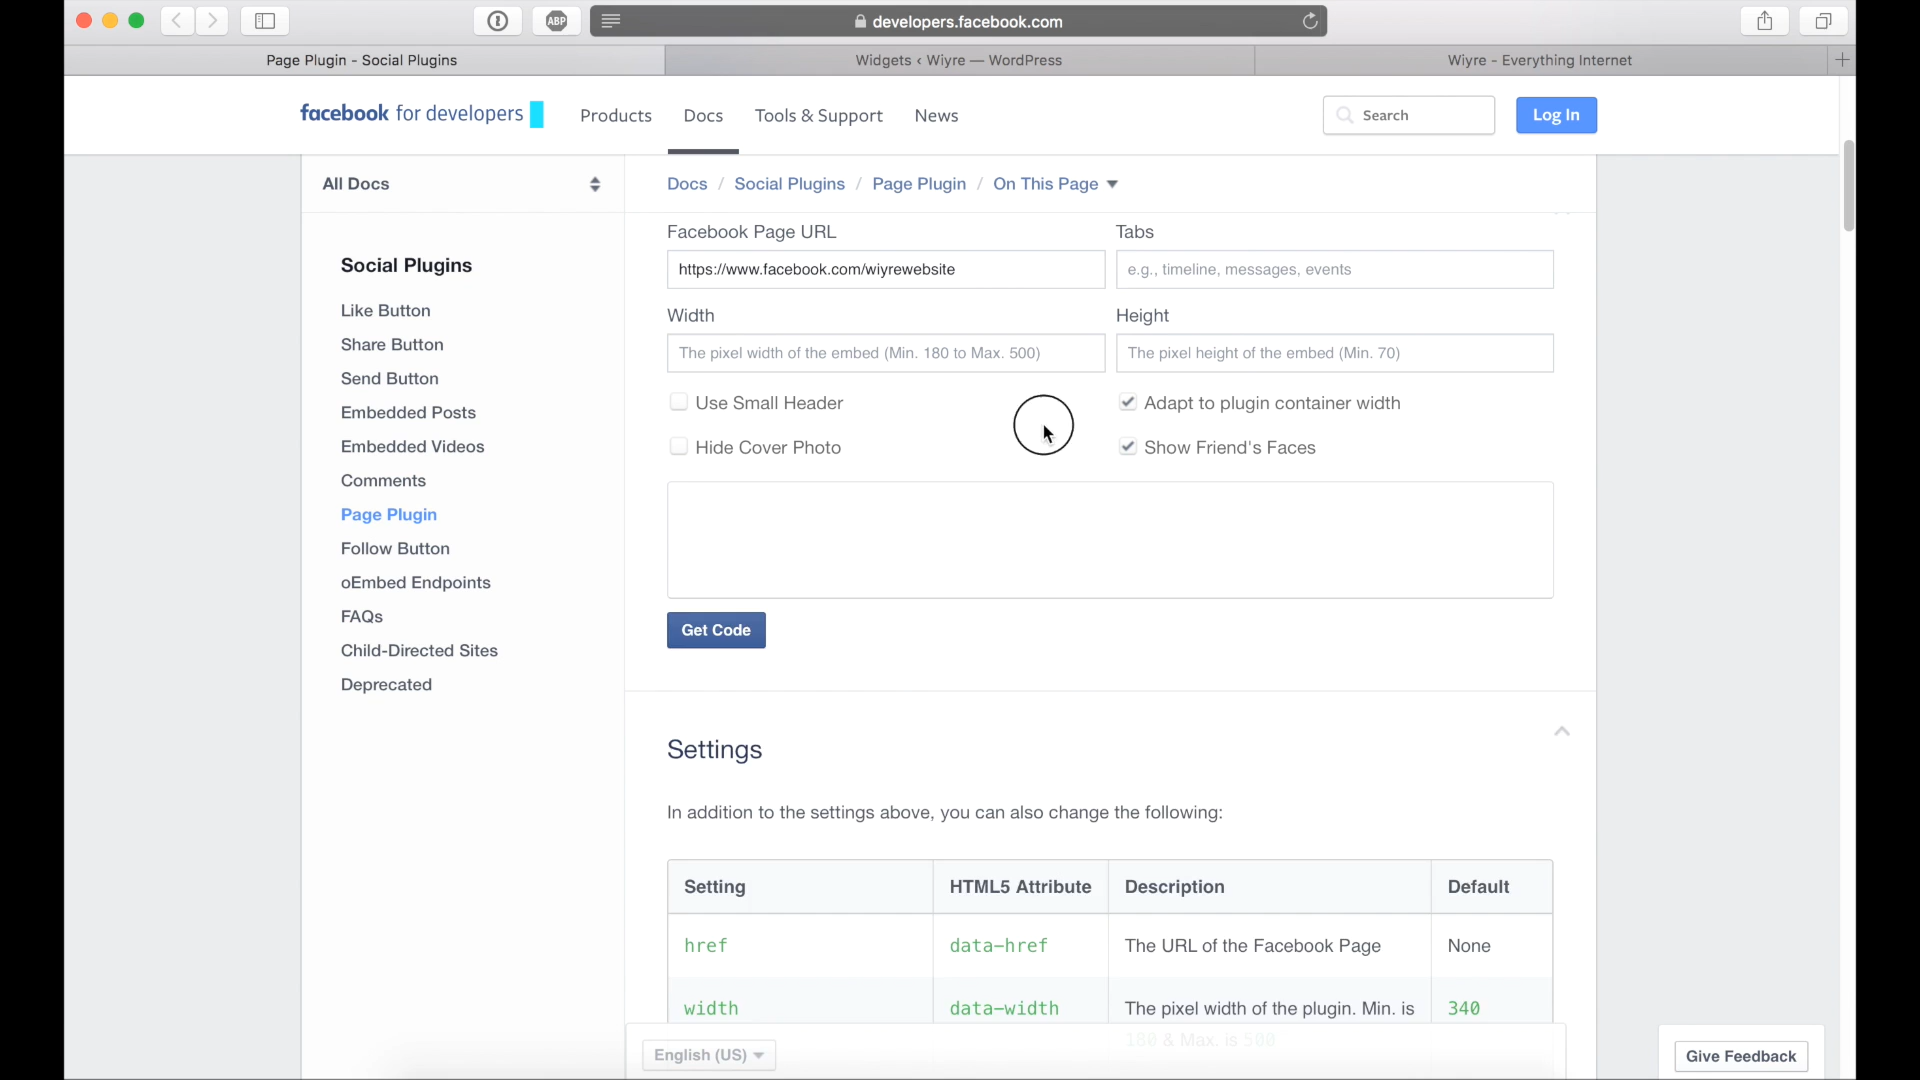 ABP
developers.facebook.com
Page Plugin - Social Plugins
Widgets ‹ Wiyre — WordPress
Wiyre - Everything Internet
facebook for developers
Products
Docs
Tools & Support
News
Search
Log In
All Docs
Docs / Social Plugins / Page Plugin / On This Page
Social Plugins
Like Button
Share Button
Send Button
Embedded Posts
Embedded Videos
Comments
Page Plugin
Follow Button
oEmbed Endpoints
FAQs
Child-Directed Sites
Deprecated
Facebook Page URL
Tabs
https://www.facebook.com/wiyrewebsite
e.g., timeline, messages, events
Width
Height
The pixel width of the embed (Min. 180 to Max. 500)
The pixel height of the embed (Min. 70)
Use Small Header
Adapt to plugin container width
Hide Cover Photo
Show Friend's Faces
Get Code
Settings
In addition to the settings above, you can also change the following:
Setting
HTML5 Attribute
Description
Default
href
data-href
The URL of the Facebook Page
None
width
data-width
The pixel width of the plugin. Min. is
340
180 & Max. is 500
English (US)
Give Feedback